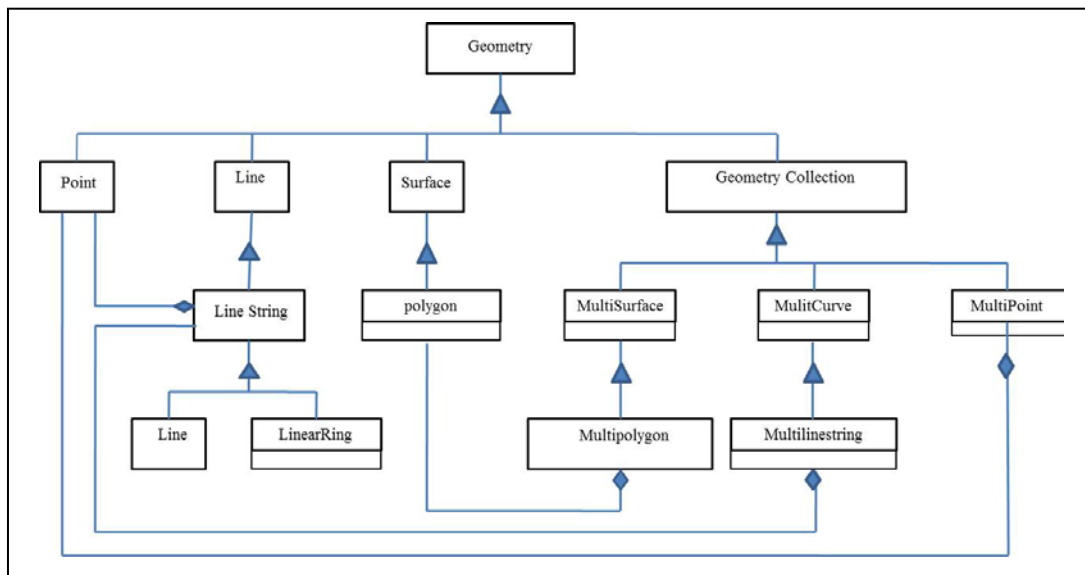 Geometry
Point
Line
Surface
Geometry Collection
Line String
polygon
MultiSurface
MulitCurve
MultiPoint
Line
LinearRing
Multipolygon
Multilinestring